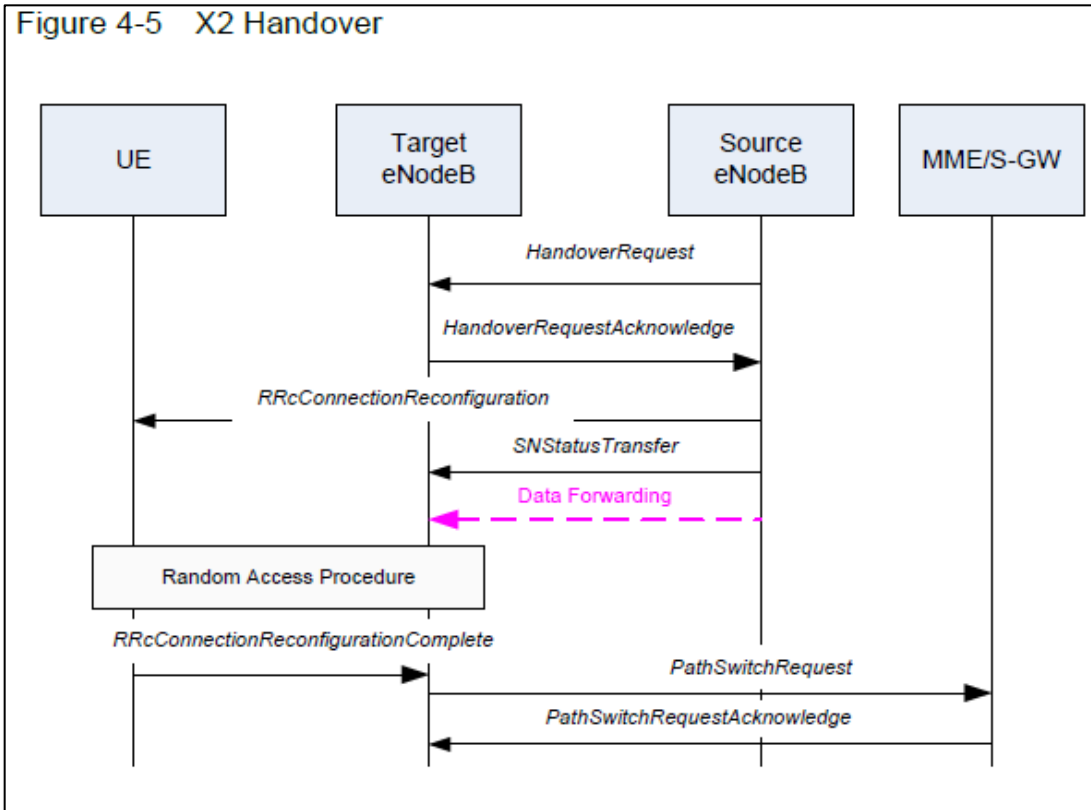 Figure 4-5 X2 Handover
UE
Target
eNodeB
Source
eNodeB
MME/S-GW
HandoverRequest
HandoverRequestAcknowledge
RRcConnectionReconfiguration
SNStatusTransfer
Data Forwarding
Random Access Procedure
RRcConnectionReconfigurationComplete
PathSwitchRequest
PathSwitchRequestAcknowledge